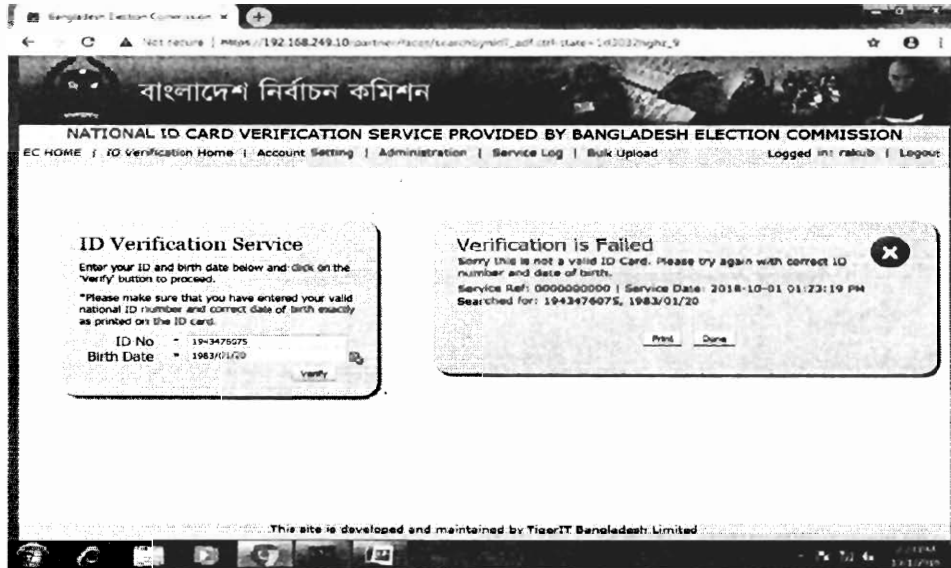 Bangladesh Election Commission
Not secure | https://192.168.249.10/partner/faces/
বাংলাদেশ নির্বাচন কমিশন
NATIONAL ID CARD VERIFICATION SERVICE PROVIDED BY BANGLADESH ELECTION COMMISSION
EC HOME | ID Verification Home | Account Setting | Administration | Service Log | Bulk Upload
Logged in: rakub | Logout
ID Verification Service
Enter your ID and birth date below and click on the
'Verify' button to proceed.
*Please make sure that you have entered your valid
national ID number and correct date of birth exactly
as printed on the ID card.
ID No * 1943476075
Birth Date * 1983/01/20
Verify
Verification is Failed
Sorry this is not a valid ID Card. Please try again with correct ID
number and date of birth.
Service Ref: 0000000000 | Service Date: 2018-10-01 01:23:19 PM
Searched for: 1943476075, 1983/01/20
Print Done
This site is developed and maintained by TigerIT Bangladesh Limited